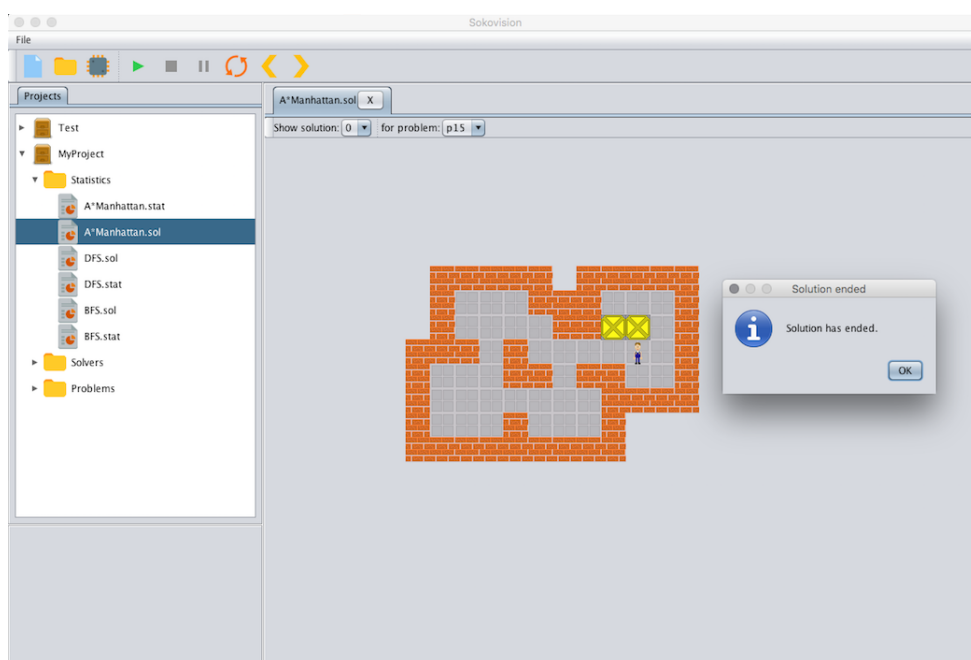 Sokovision
File
Projects
Test
MyProject
Statistics
A*Manhattan.stat
A*Manhattan.sol
DFS.sol
DFS.stat
BFS.sol
BFS.stat
Solvers
Problems
A*Manhattan.sol X
Show solution: 0 for problem: p15
Solution ended
Solution has ended.
OK